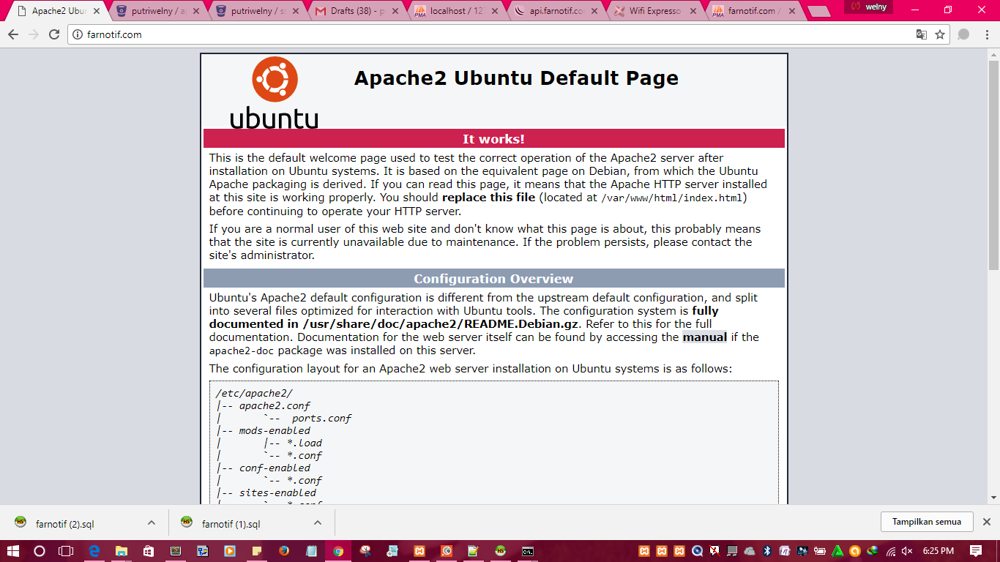 Apache2 Ubu
putriwelny / a
putriwelny / s
Drafts (38) - p
localhost / 12
api.farnotif.co
Wifi Expresso
farnotif.com /
welny
farnotif.com
ubuntu
Apache2 Ubuntu Default Page
It works!
This is the default welcome page used to test the correct operation of the Apache2 server after
installation on Ubuntu systems. It is based on the equivalent page on Debian, from which the Ubuntu
Apache packaging is derived. If you can read this page, it means that the Apache HTTP server installed
at this site is working properly. You should replace this file (located at /var/www/html/index.html)
before continuing to operate your HTTP server.
If you are a normal user of this web site and don't know what this page is about, this probably means
that the site is currently unavailable due to maintenance. If the problem persists, please contact the
site's administrator.
Configuration Overview
Ubuntu's Apache2 default configuration is different from the upstream default configuration, and split
into several files optimized for interaction with Ubuntu tools. The configuration system is fully
documented in /usr/share/doc/apache2/README.Debian.gz. Refer to this for the full
documentation. Documentation for the web server itself can be found by accessing the manual if the
apache2-doc package was installed on this server.
The configuration layout for an Apache2 web server installation on Ubuntu systems is as follows:
/etc/apache2/
|-- apache2.conf
|       `--  ports.conf
|-- mods-enabled
|       |-- *.load
|       `-- *.conf
|-- conf-enabled
|       `-- *.conf
|-- sites-enabled
|       `-- *.conf
farnotif (2).sql
farnotif (1).sql
Tampilkan semua
6:25 PM